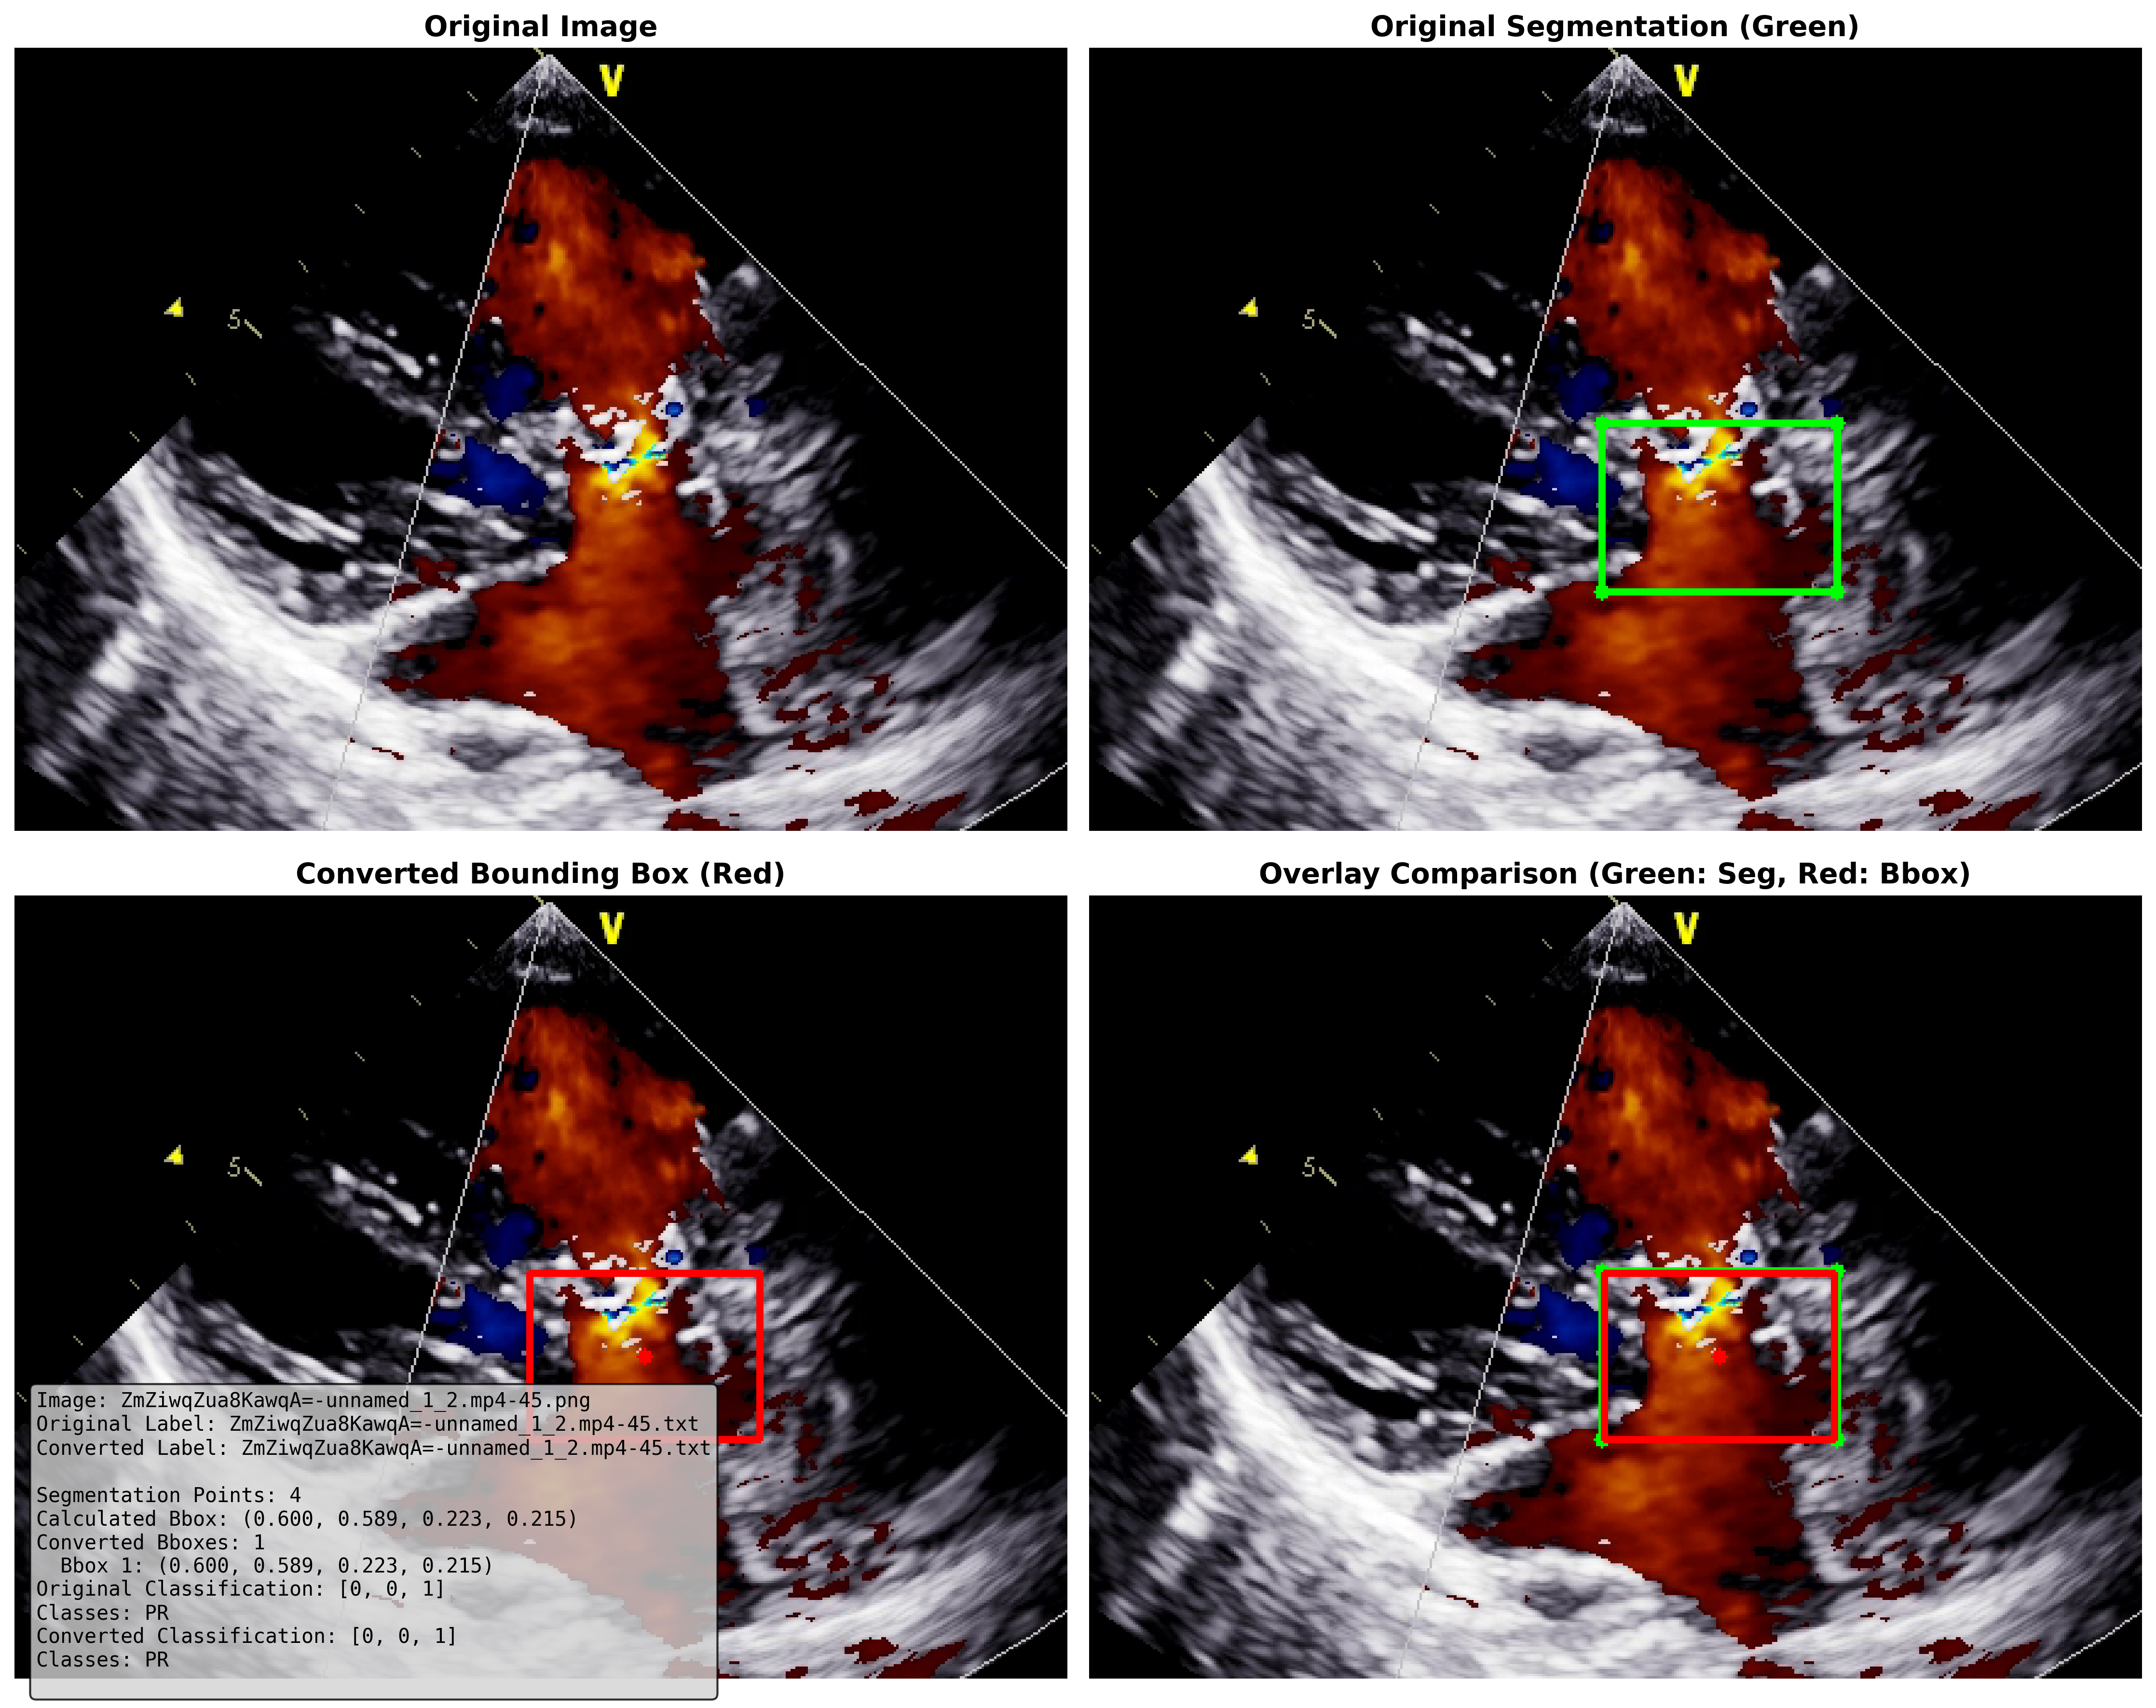 Original Image
Original Segmentation (Green)
V
5
V
5
Converted Bounding Box (Red)
Overlay Comparison (Green: Seg, Red: Bbox)
V
5
V
5
Image: ZmZiwqZua8KawqA=-unnamed_1_2.mp4-45.png
Original Label: ZmZiwqZua8KawqA=-unnamed_1_2.mp4-45.txt
Converted Label: ZmZiwqZua8KawqA=-unnamed_1_2.mp4-45.txt
Segmentation Points: 4
Calculated Bbox: (0.600, 0.589, 0.223, 0.215)
Converted Bboxes: 1
Bbox 1: (0.600, 0.589, 0.223, 0.215)
Original Classification: [0, 0, 1]
Classes: PR
Converted Classification: [0, 0, 1]
Classes: PR